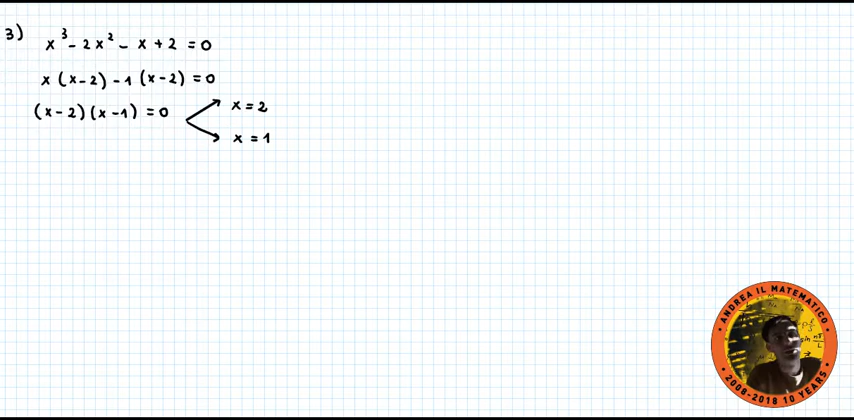 3) x³ - 2x² - x + 2 = 0
x (x - 2) - 1 (x - 2) = 0
(x - 2) (x - 1) = 0
x = 2
x = 1
• ANDREA IL MATEMATICO •
2008-2018 10 YEARS